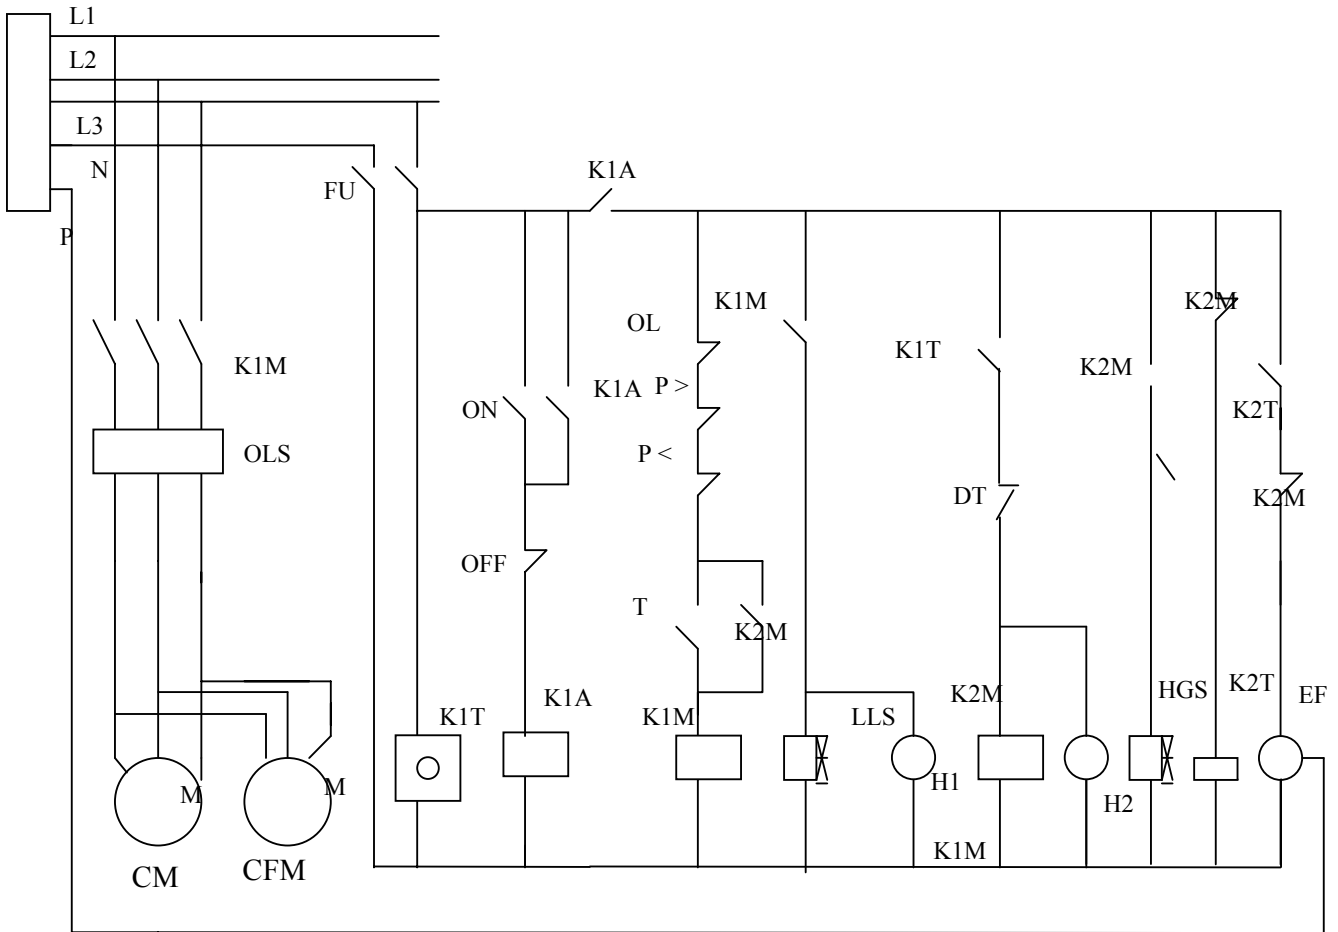 L1
L2
L3
N
P
FU
K1A
K1M
OL
K2M
K1M
K1T
K2M
K1A
P >
ON
K2T
OLS
P <
DT
K2M
OFF
T
K2M
K1T
K1A
K1M
LLS
K2M
HGS
K2T
EF
M
M
H1
H2
K1M
CM
CFM